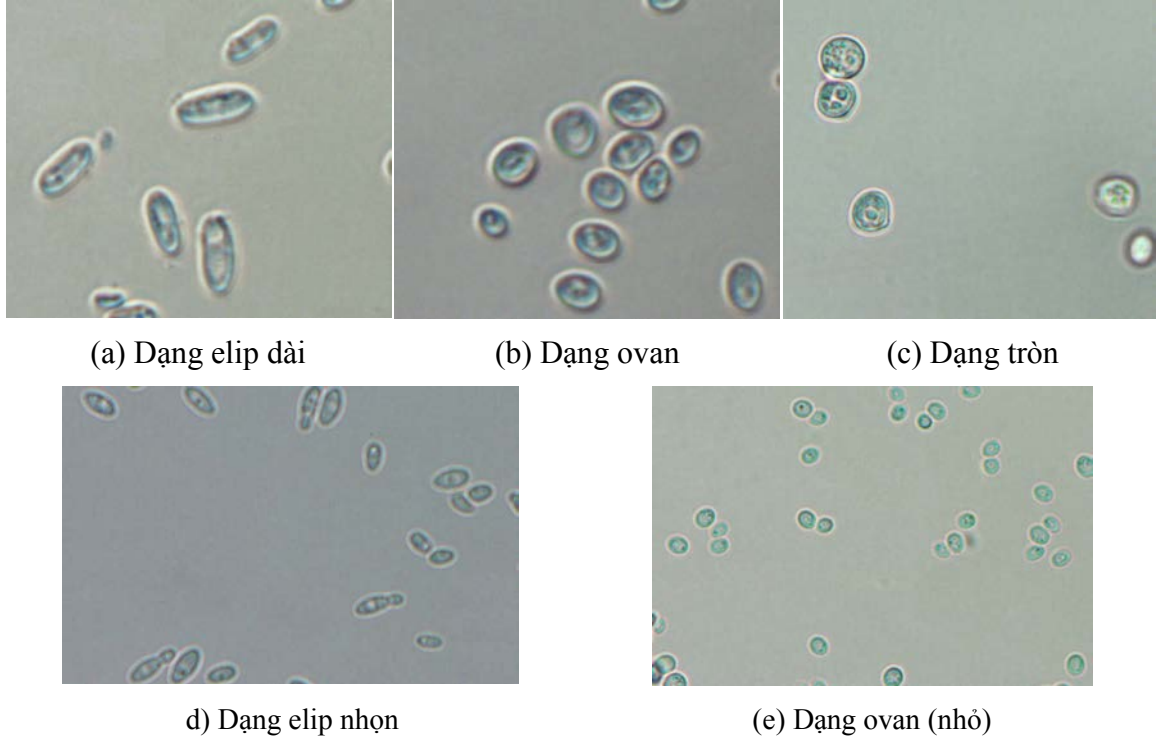 (a) Dạng elip dài
(b) Dạng ovan
(c) Dạng tròn
d) Dạng elip nhọn
(e) Dạng ovan (nhỏ)